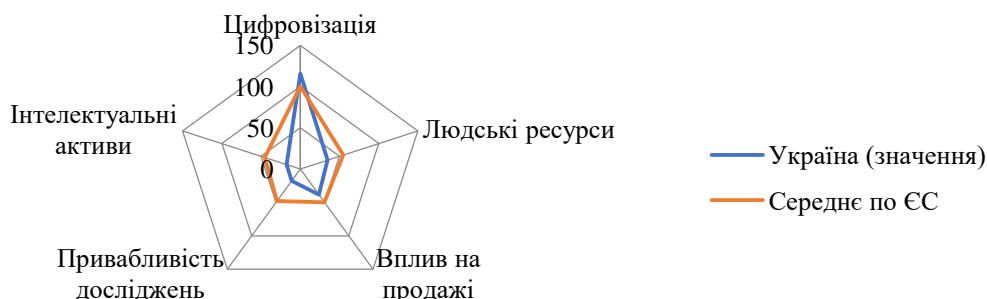 Цифровізація
150
100
50
0
Людські ресурси
Вплив на
продажі
Привабливість
досліджень
Інтелектуальні
активи
Україна (значення)
Середнє по ЄС